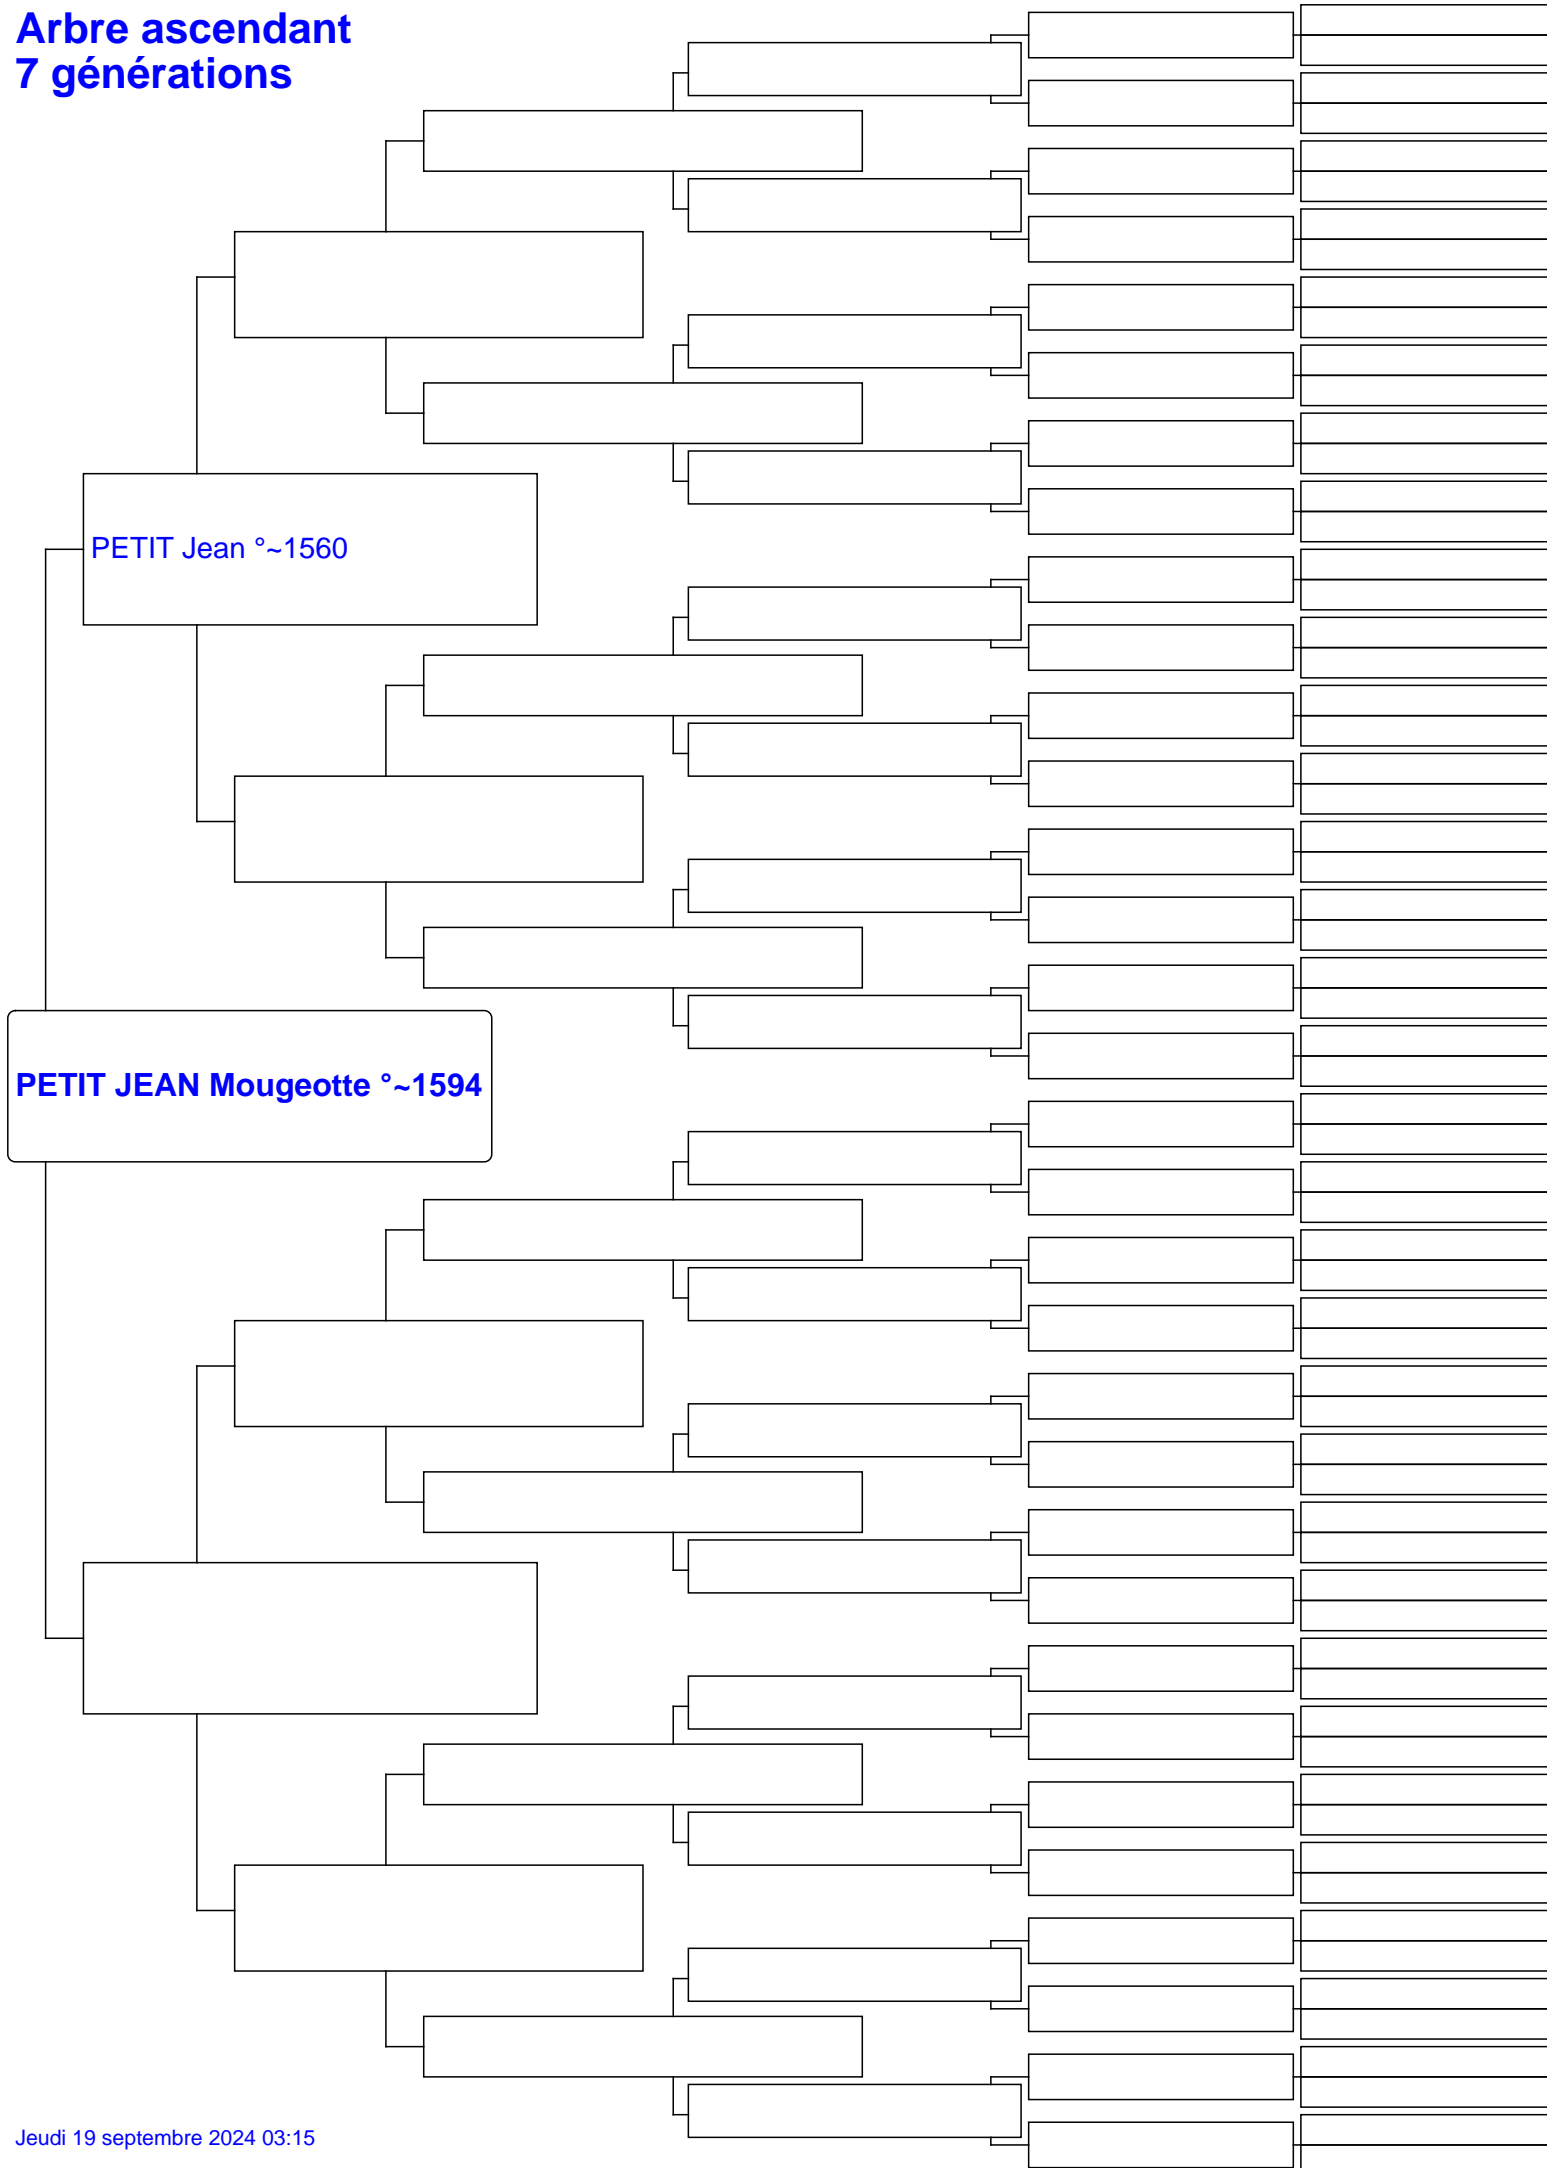 Arbre ascendant
7 générations
PETIT Jean °~1560
PETIT JEAN Mougeotte °~1594
Jeudi 19 septembre 2024 03:15